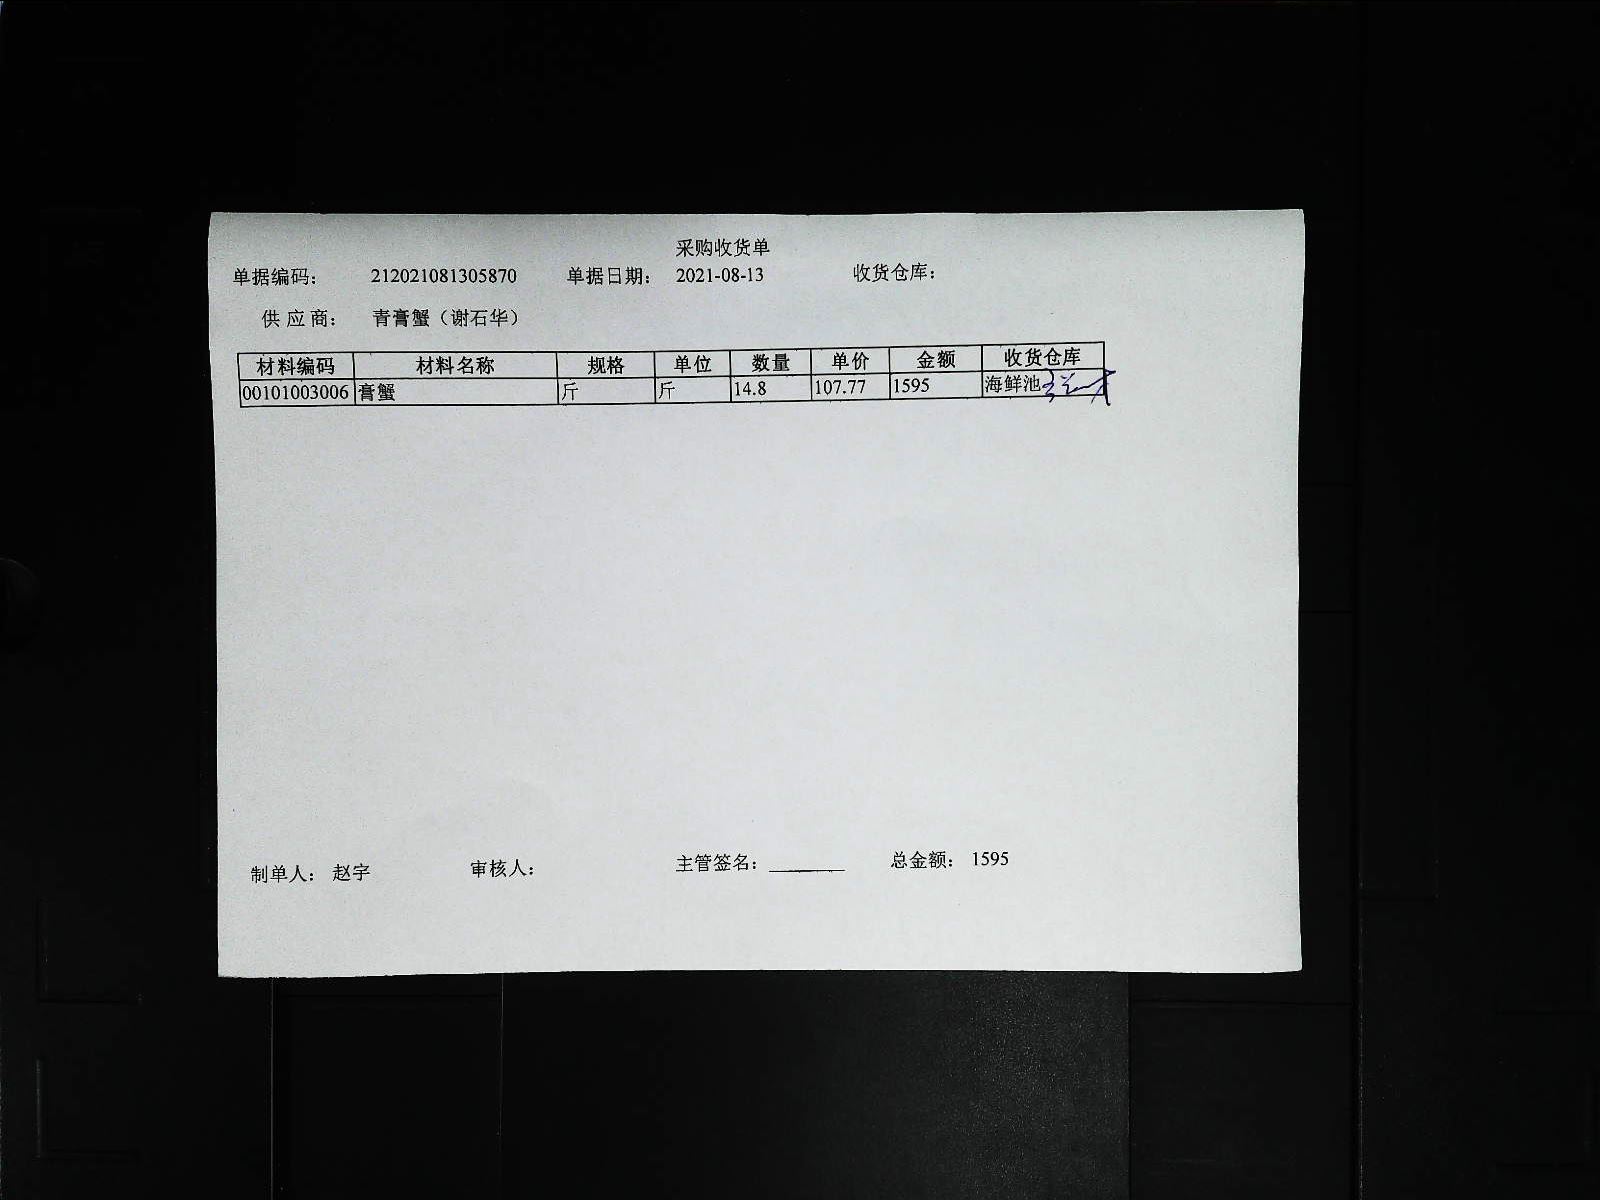 采购收货单
单据编码： 212021081305870 单据日期： 2021-08-13 收货仓库：
供应商： 青膏蟹（谢石华）
材料编码 材料名称 规格 单位 数量 单价 金额 收货仓库
00101003006 膏蟹 斤 斤 14.8 107.77 1595 海鲜池
制单人： 赵宇 审核人： 主管签名： 总金额： 1595